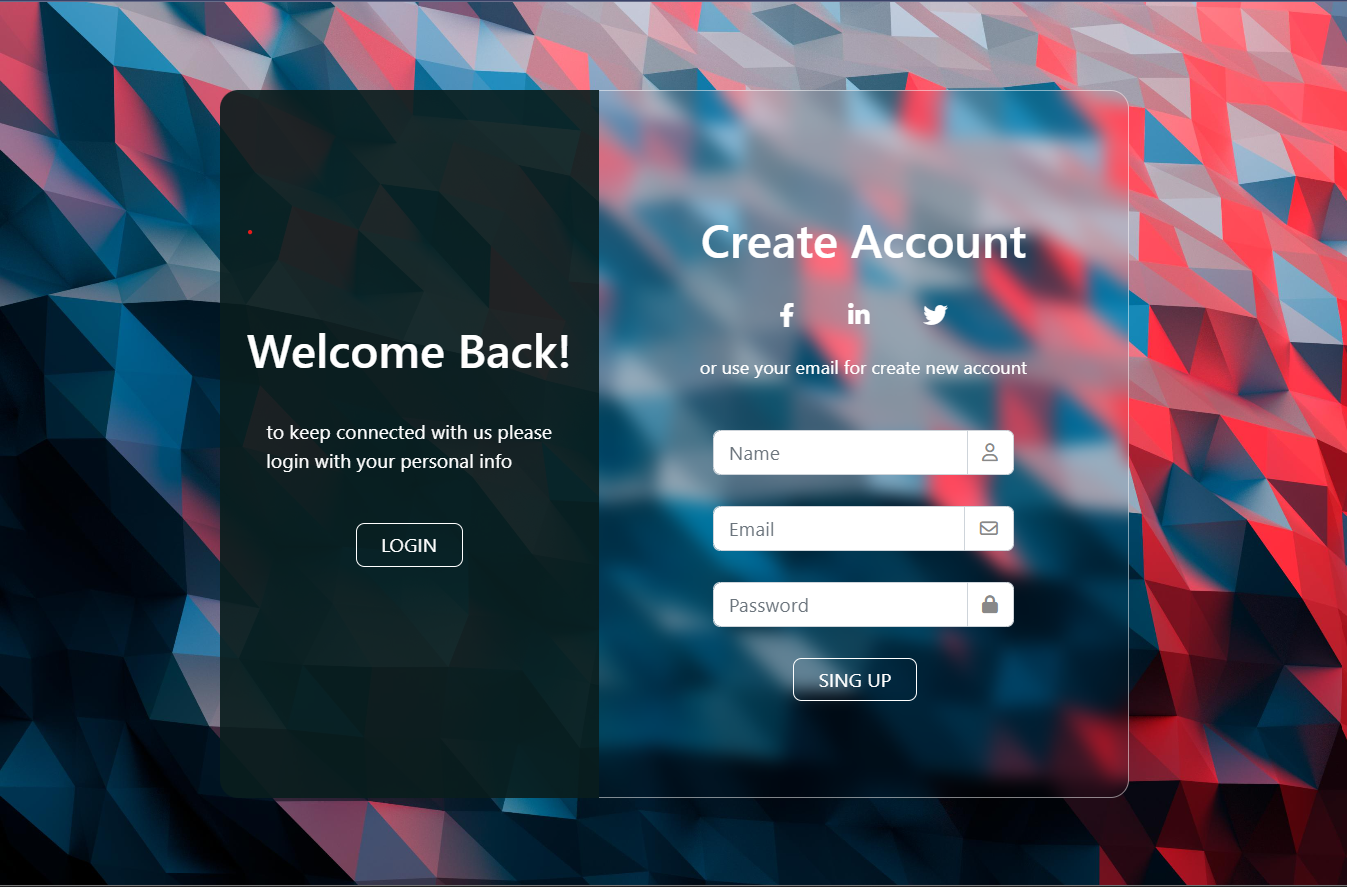 Welcome Back!
to keep connected with us please
login with your personal info
LOGIN
Create Account
or use your email for create new account
Name
Email
Password
SING UP